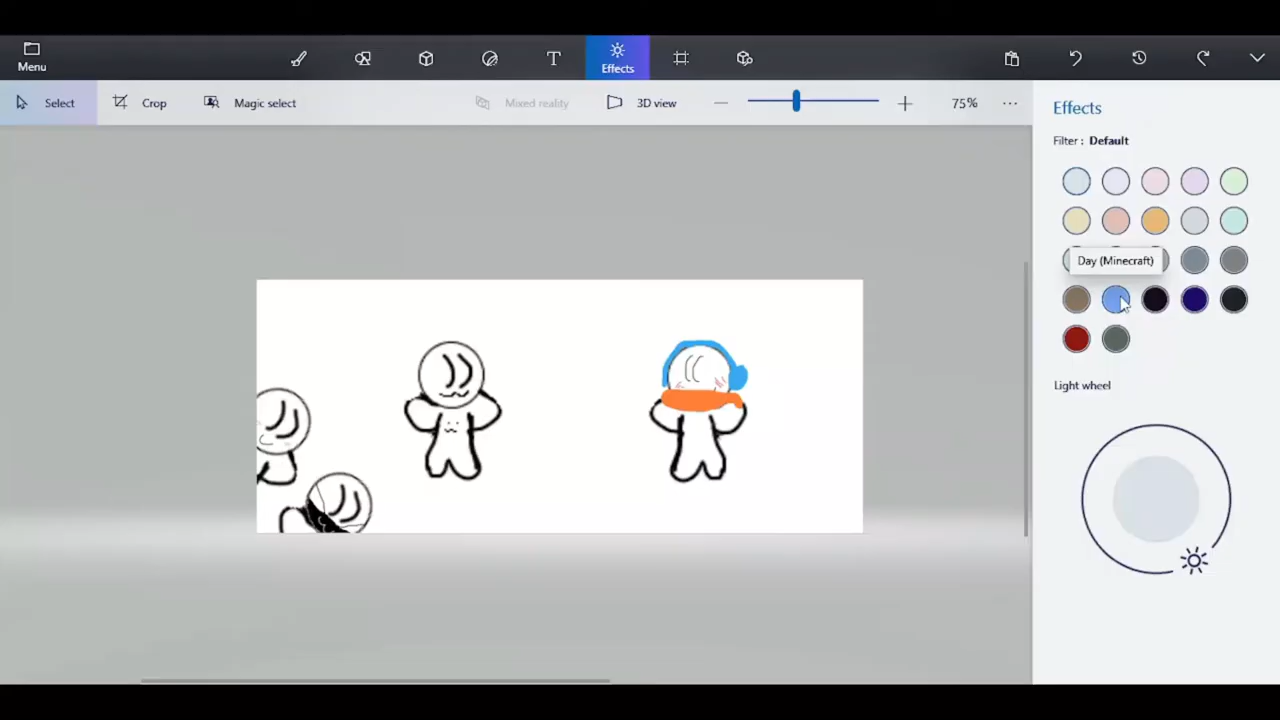 Menu
T
Effects
Select
Crop
Magic select
Mixed reality
3D view
75%
Effects
Filter : Default
Day (Minecraft)
Light wheel